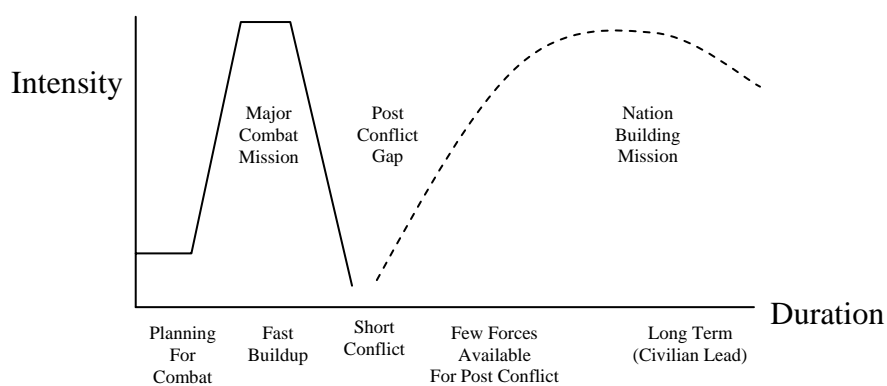 Intensity
Major
Combat
Mission
Post
Conflict
Gap
Nation
Building
Mission
Duration
Planning
For
Combat
Fast
Buildup
Short
Conflict
Few Forces
Available
For Post Conflict
Long Term
(Civilian Lead)